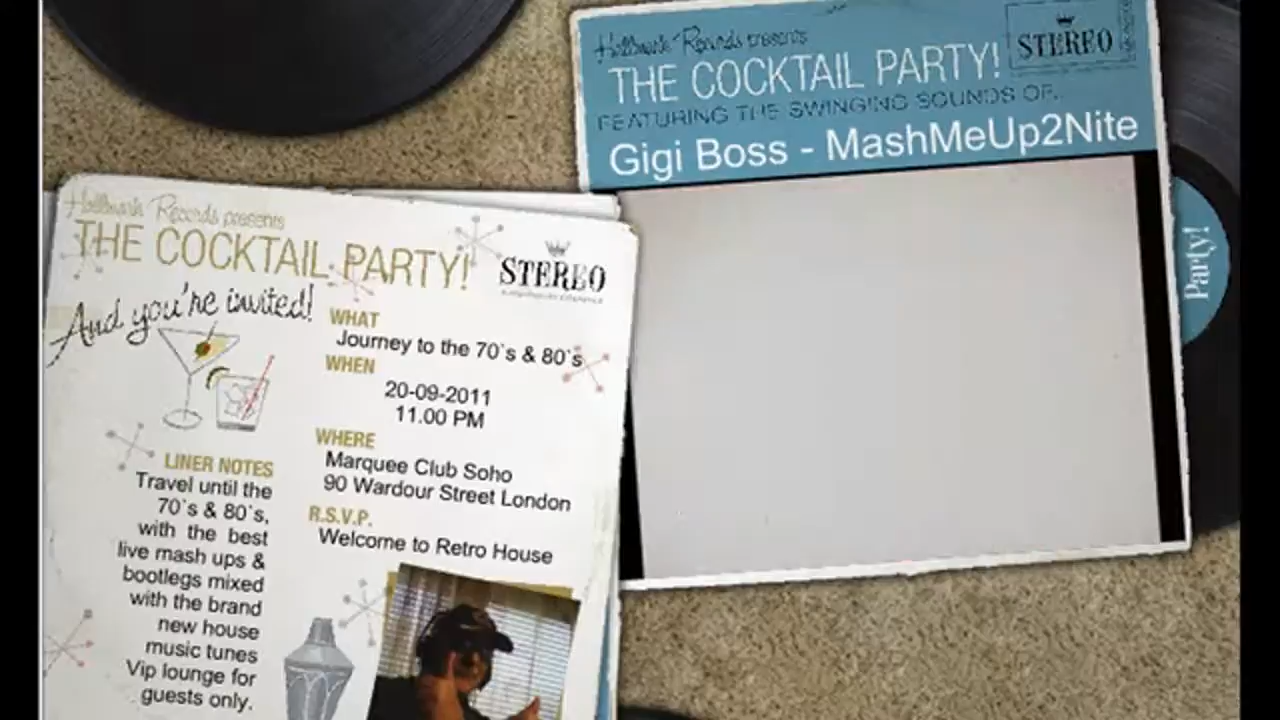 Hallmark Records presents
THE COCKTAIL PARTY!
STEREO
FEATURING THE SWINGING SOUNDS OF.
Gigi Boss - MashMeUp2Nite
Party!
Hallmark Records presents
THE COCKTAIL PARTY!
STEREO
And you're invited!
WHAT
Journey to the 70`s & 80`s
WHEN
20-09-2011
11.00 PM
WHERE
Marquee Club Soho
90 Wardour Street London
R.S.V.P.
Welcome to Retro House
LINER NOTES
Travel until the
70`s & 80`s,
with the best
live mash ups &
bootlegs mixed
with the brand
new house
music tunes
Vip lounge for
guests only.